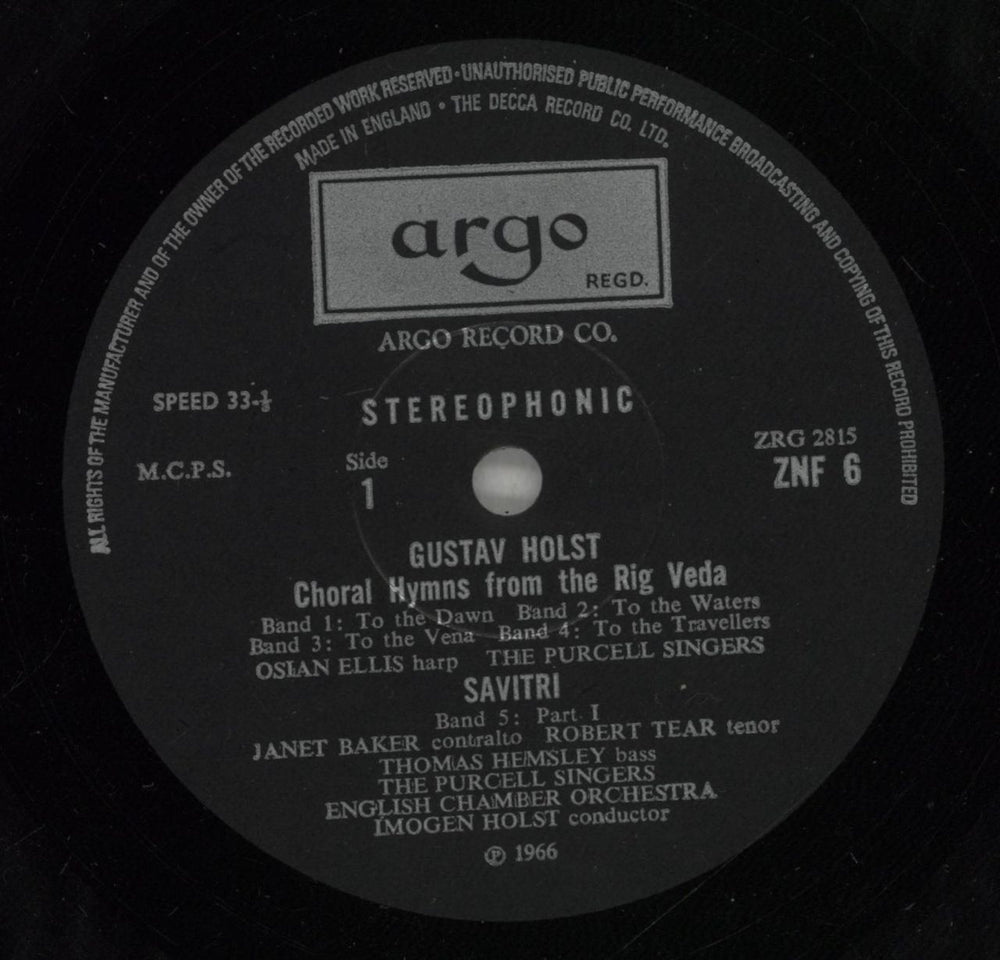 ALL RIGHTS OF THE MANUFACTURER AND OF THE OWNER OF THE RECORDED WORK RESERVED·UNAUTHORISED PUBLIC PERFORMANCE BROADCASTING AND COPYING OF THIS RECORD PROHIBITED
MADE IN ENGLAND • THE DECCA RECORD CO. LTD.
argo
REGD.
ARGO RECORD CO.
SPEED 33-⅓
STEREOPHONIC
M.C.P.S.
Side
1
ZRG 2815
ZNF 6
GUSTAV HOLST
Choral Hymns from the Rig Veda
Band 1: To the Dawn Band 2: To the Waters
Band 3: To the Vena Band 4: To the Travellers
OSIAN ELLIS harp THE PURCELL SINGERS
SAVITRI
Band 5: Part I
JANET BAKER contralto ROBERT TEAR tenor
THOMAS HEMSLEY bass
THE PURCELL SINGERS
ENGLISH CHAMBER ORCHESTRA
IMOGEN HOLST conductor
℗ 1966